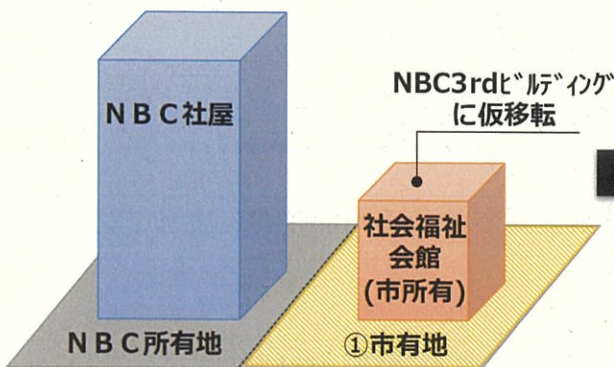 NBC社屋
NBC3rdビルディング
に仮移転
社会福祉
会館
(市所有)
NBC所有地
①市有地